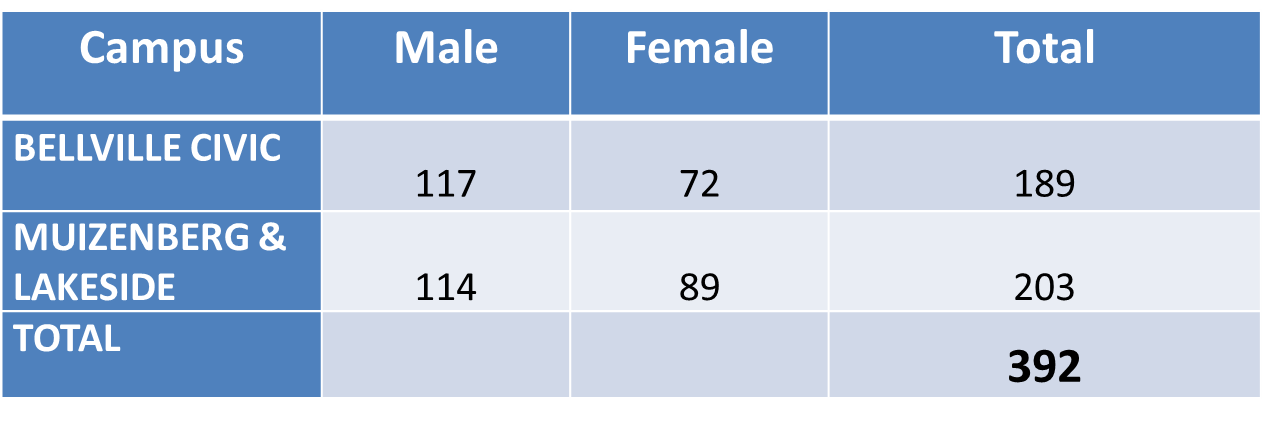 Campus Male Female Total
BELLVILLE CIVIC 117 72 189
MUIZENBERG &
LAKESIDE 114 89 203
TOTAL 392